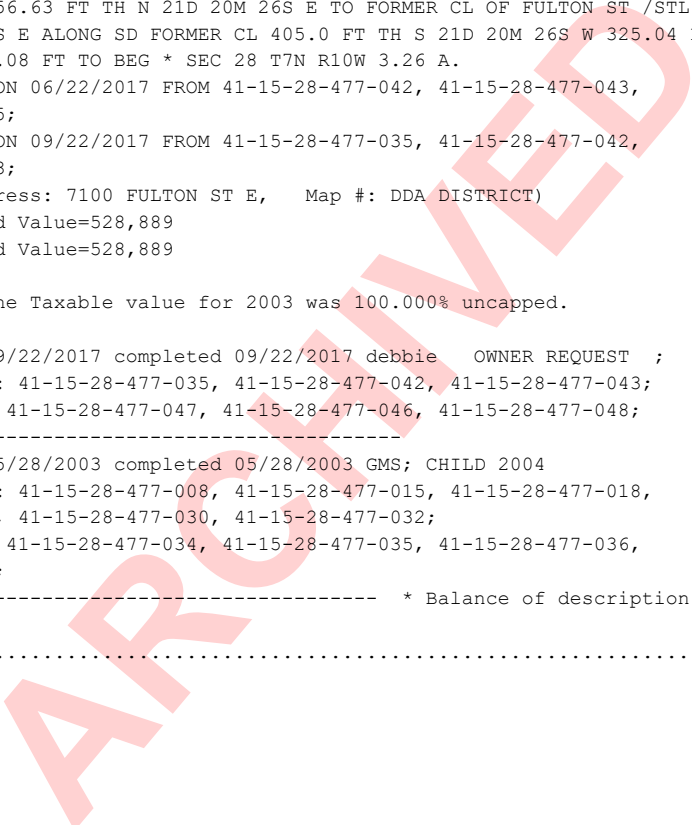 56.63 FT TH N 21D 20M 26S E TO FORMER CL OF FULTON ST /STL
S E ALONG SD FORMER CL 405.0 FT TH S 21D 20M 26S W 325.04
.08 FT TO BEG * SEC 28 T7N R10W 3.26 A.
ON 06/22/2017 FROM 41-15-28-477-042, 41-15-28-477-043,
;
ON 09/22/2017 FROM 41-15-28-477-035, 41-15-28-477-042,
;
ress: 7100 FULTON ST E, Map #: DDA DISTRICT)
d Value=528,889
d Value=528,889
he Taxable value for 2003 was 100.000% uncapped.
9/22/2017 completed 09/22/2017 debbie OWNER REQUEST ;
: 41-15-28-477-035, 41-15-28-477-042, 41-15-28-477-043;
41-15-28-477-047, 41-15-28-477-046, 41-15-28-477-048;
----------------------------------
5/28/2003 completed 05/28/2003 GMS; CHILD 2004
: 41-15-28-477-008, 41-15-28-477-015, 41-15-28-477-018,
, 41-15-28-477-030, 41-15-28-477-032;
41-15-28-477-034, 41-15-28-477-035, 41-15-28-477-036,
;
-------------------------------- * Balance of description
..........................................................
ARCHIVED